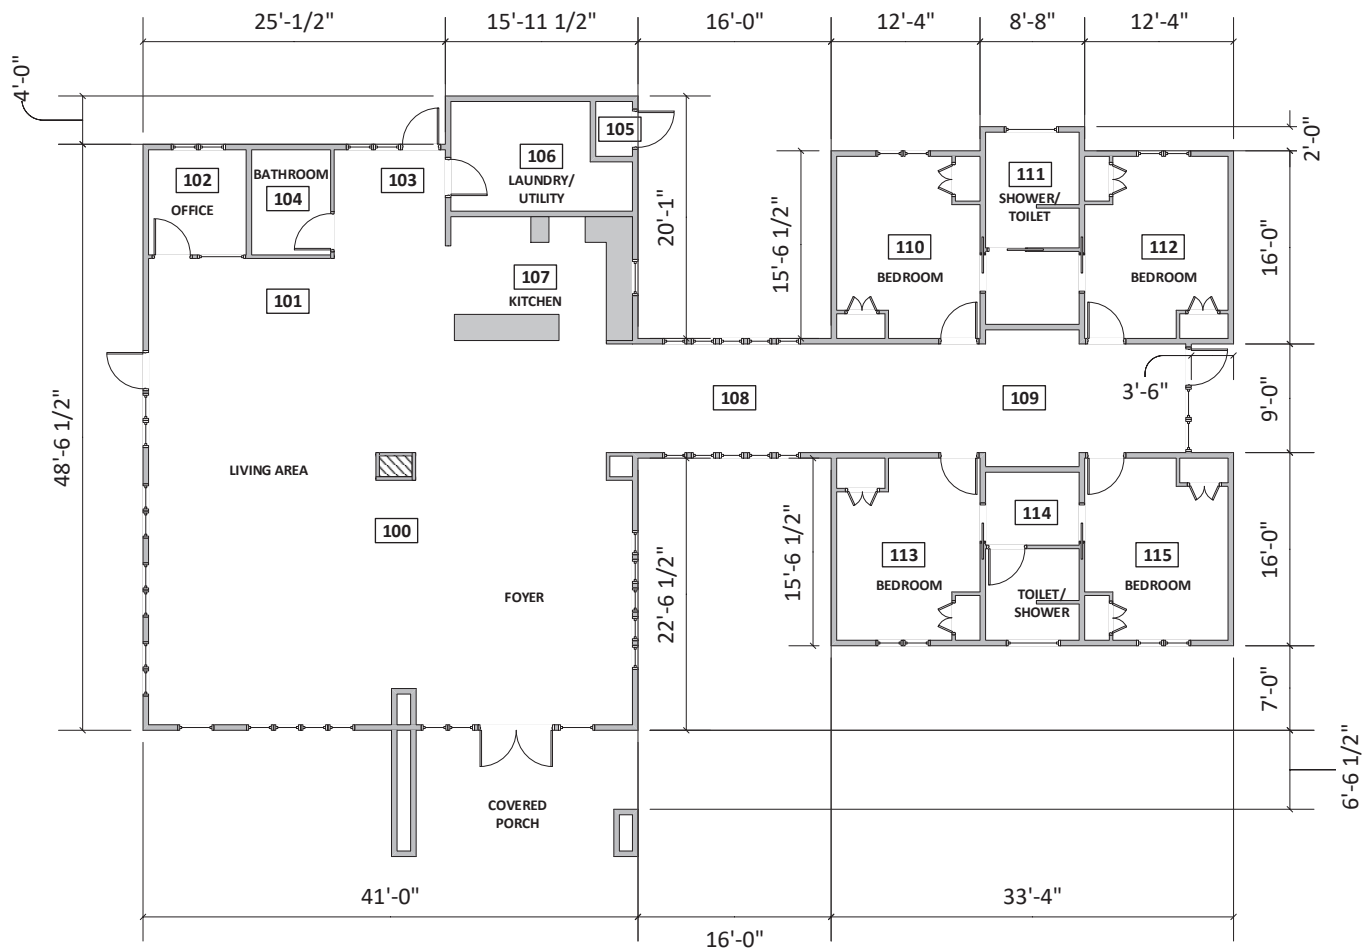 25'-1/2"
15'-11 1/2"
16'-0"
12'-4"
8'-8"
12'-4"
4'-0"
2'-0"
105
106
LAUNDRY/
UTILITY
102
OFFICE
BATHROOM
104
103
111
SHOWER/
TOILET
20'-1"
15'-6 1/2"
110
BEDROOM
112
BEDROOM
16'-0"
101
107
KITCHEN
48'-6 1/2"
108
109
3'-6"
9'-0"
LIVING AREA
100
FOYER
22'-6 1/2"
15'-6 1/2"
113
BEDROOM
114
TOILET/
SHOWER
115
BEDROOM
16'-0"
7'-0"
6'-6 1/2"
COVERED
PORCH
41'-0"
16'-0"
33'-4"